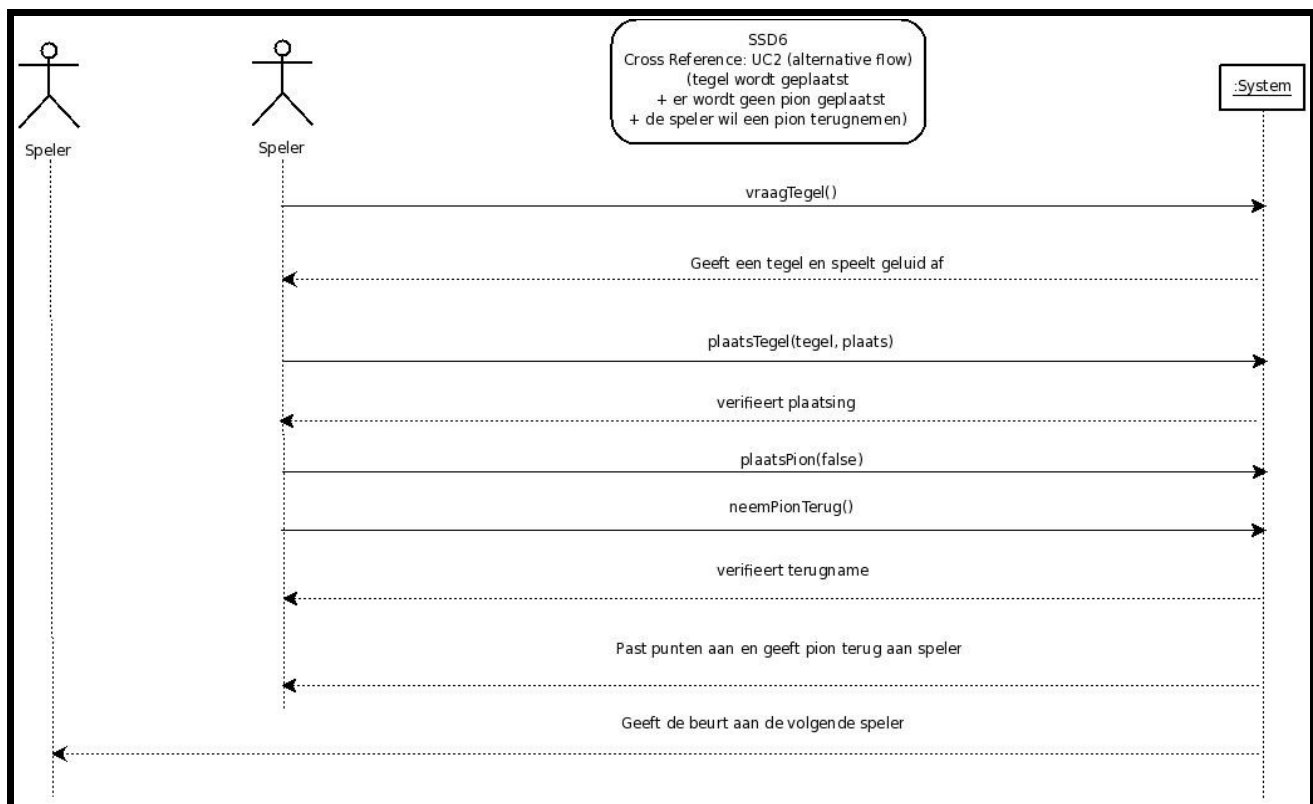 SSD6
Cross Reference: UC2 (alternative flow)
(tegel wordt geplaatst
+ er wordt geen pion geplaatst
+ de speler wil een pion terugnemen)
:System
Speler
Speler
vraagTegel()
Geeft een tegel en speelt geluid af
plaatsTegel(tegel, plaats)
verifieert plaatsing
plaatsPion(false)
neemPionTerug()
verifieert terugname
Past punten aan en geeft pion terug aan speler
Geeft de beurt aan de volgende speler